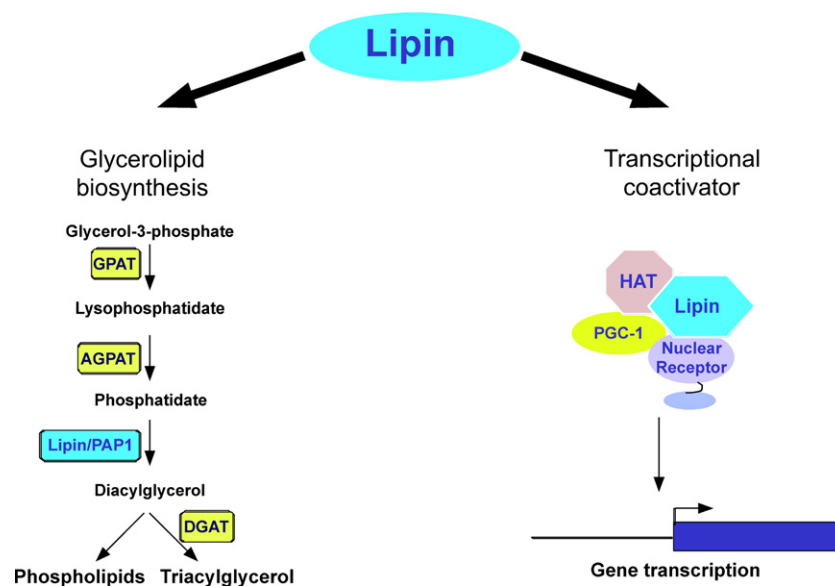 Lipin
Glycerolipid
biosynthesis
Glycerol-3-phosphate
GPAT
Lysophosphatidate
AGPAT
Phosphatidate
Lipin/PAP1
Diacylglycerol
DGAT
Phospholipids Triacylglycerol
Transcriptional
coactivator
HAT
Lipin
PGC-1
Nuclear
Receptor
Gene transcription